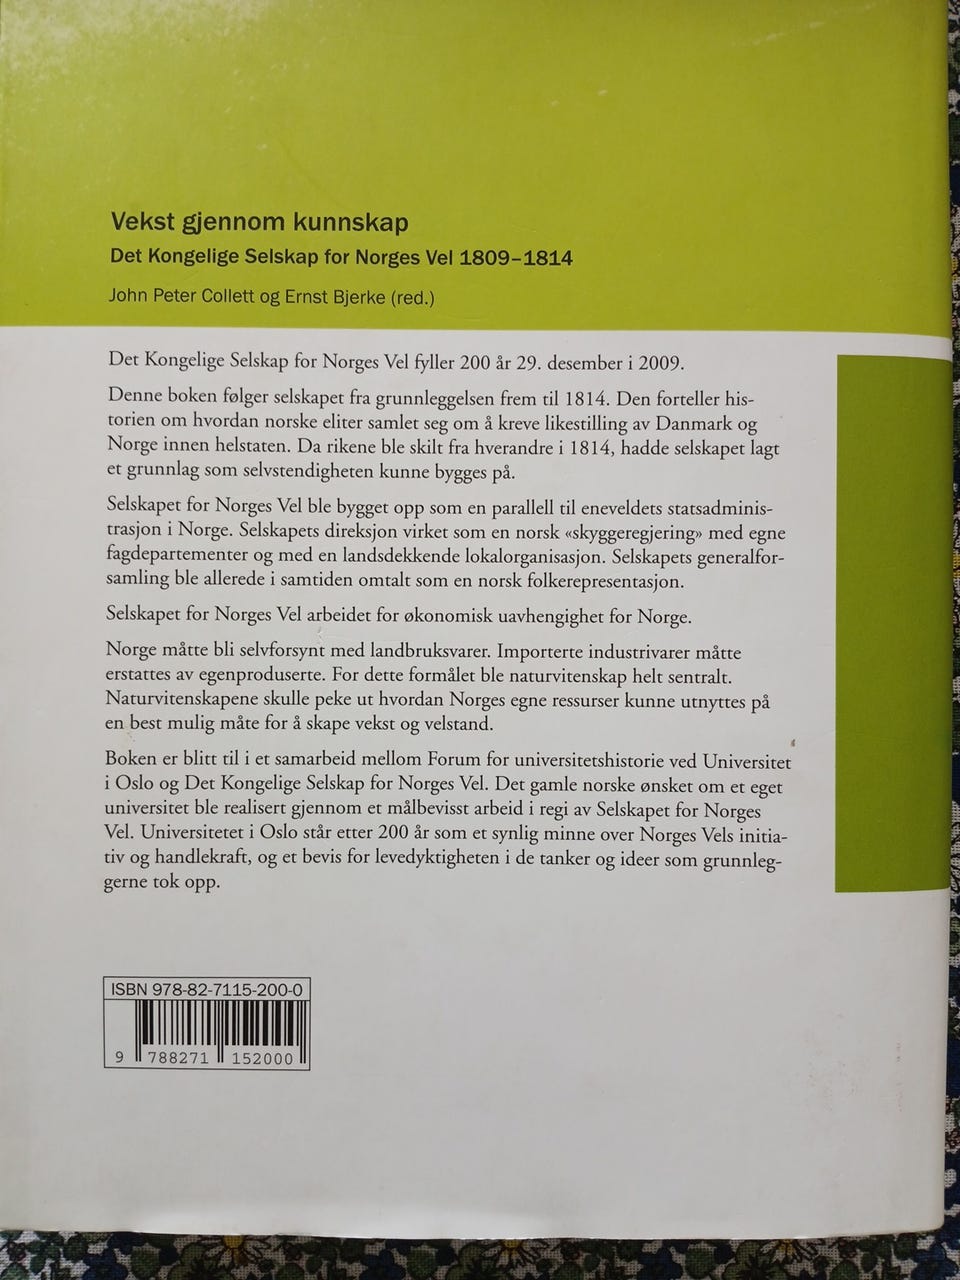 Vekst gjennom kunnskap
Det Kongelige Selskap for Norges Vel 1809–1814
John Peter Collett og Ernst Bjerke (red.)
Det Kongelige Selskap for Norges Vel fyller 200 år 29. desember i 2009.
Denne boken følger selskapet fra grunnleggelsen frem til 1814. Den forteller his-
torien om hvordan norske eliter samlet seg om å kreve likestilling av Danmark og
Norge innen helstaten. Da rikene ble skilt fra hverandre i 1814, hadde selskapet lagt
et grunnlag som selvstendigheten kunne bygges på.
Selskapet for Norges Vel ble bygget opp som en parallell til eneveldets statsadminis-
trasjon i Norge. Selskapets direksjon virket som en norsk «skyggeregjering» med egne
fagdepartementer og med en landsdekkende lokalorganisasjon. Selskapets generalfor-
samling ble allerede i samtiden omtalt som en norsk folkerepresentasjon.
Selskapet for Norges Vel arbeidet for økonomisk uavhengighet for Norge.
Norge måtte bli selvforsynt med landbruksvarer. Importerte industrivarer måtte
erstattes av egenproduserte. For dette formålet ble naturvitenskap helt sentralt.
Naturvitenskapene skulle peke ut hvordan Norges egne ressurser kunne utnyttes på
en best mulig måte for å skape vekst og velstand.
Boken er blitt til i et samarbeid mellom Forum for universitetshistorie ved Universitet
i Oslo og Det Kongelige Selskap for Norges Vel. Det gamle norske ønsket om et eget
universitet ble realisert gjennom et målbevisst arbeid i regi av Selskapet for Norges
Vel. Universitetet i Oslo står etter 200 år som et synlig minne over Norges Vels initia-
tiv og handlekraft, og et bevis for levedyktigheten i de tanker og ideer som grunnleg-
gerne tok opp.
ISBN 978-82-7115-200-0
9 788271 152000